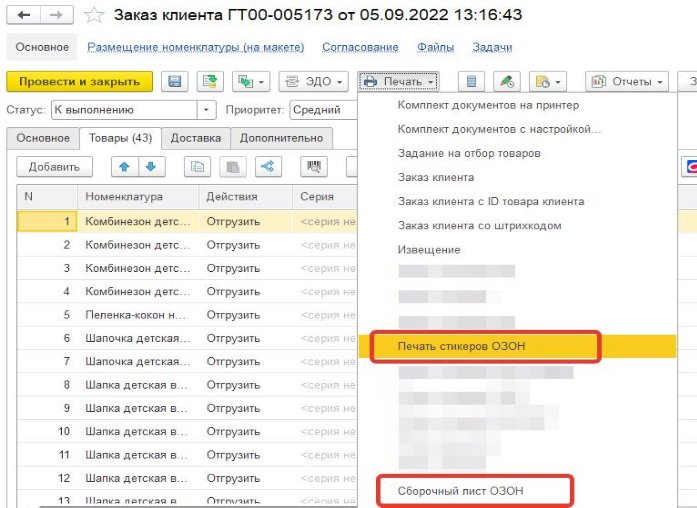 Заказ клиента ГТ00-005173 от 05.09.2022 13:16:43
Основное Размещение номенклатуры (на макете) Согласование Файлы Задачи
Провести и закрыть ЭДО Печать Отчеты З
Статус: К выполнению Приоритет: Средний
Основное Товары (43) Доставка Дополнительно
Добавить
N Номенклатура Действия Серия
1 Комбинезон детс... Отгрузить <серия не
2 Комбинезон детс... Отгрузить <серия не
3 Комбинезон детс... Отгрузить <серия не
4 Комбинезон детс... Отгрузить <серия не
5 Пеленка-кокон н... Отгрузить <серия не
6 Шапочка детская... Отгрузить <серия не
7 Шапочка детская... Отгрузить <серия не
8 Шапка детская в... Отгрузить <серия не
9 Шапка детская в... Отгрузить <серия не
10 Шапка детская в... Отгрузить <серия не
11 Шапка детская в... Отгрузить <серия не
12 Шапка детская в... Отгрузить <серия не
13 Шапка детская в... Отгрузить <серия не
Комплект документов на принтер
Комплект документов с настройкой...
Задание на отбор товаров
Заказ клиента
Заказ клиента с ID товара клиента
Заказ клиента со штрихкодом
Извещение
Печать стикеров ОЗОН
Сборочный лист ОЗОН